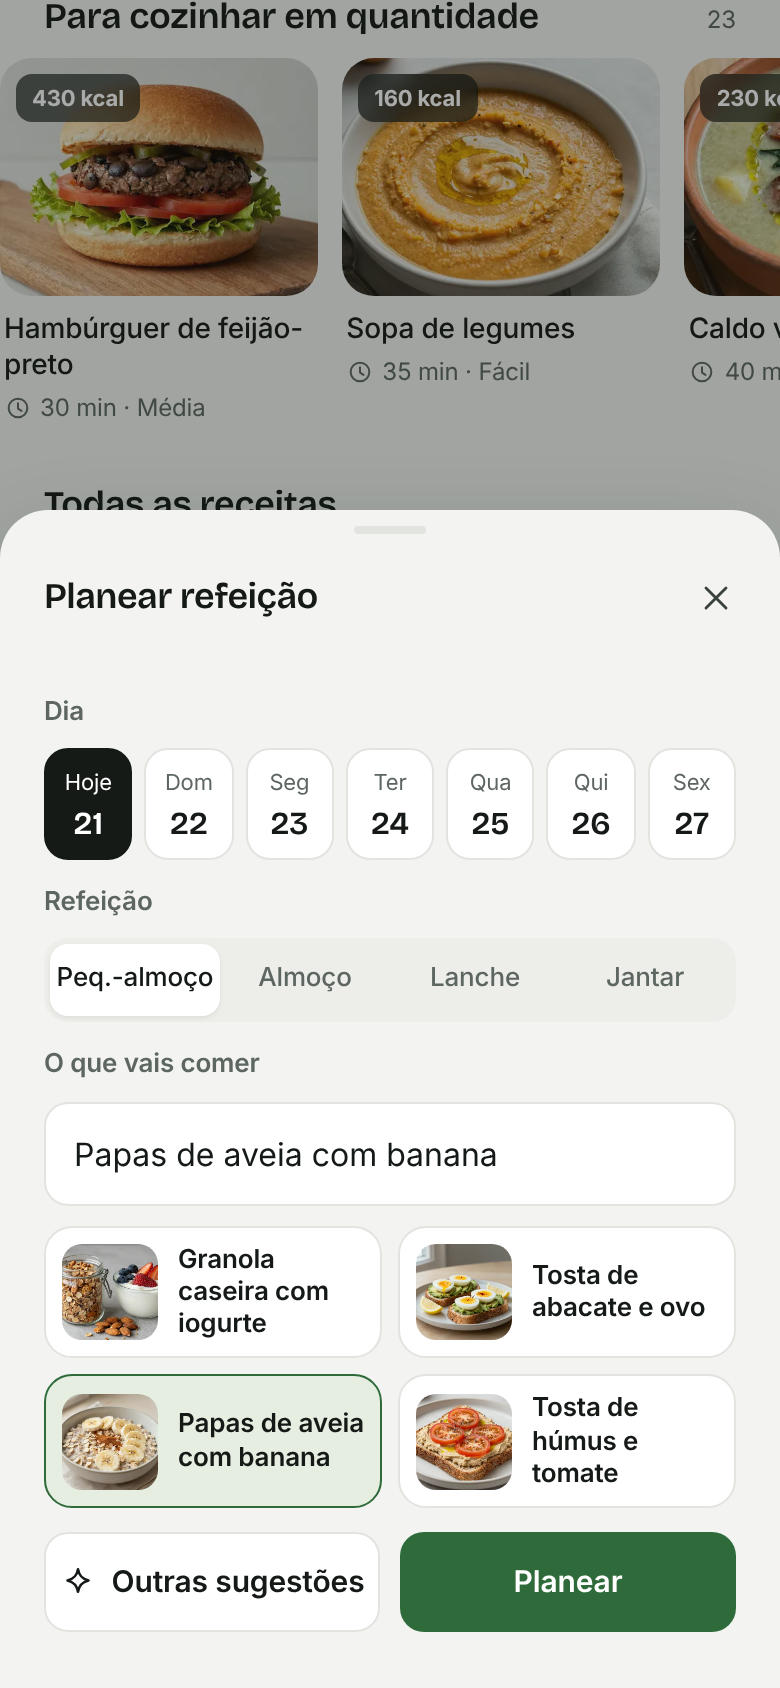 Para cozinhar em quantidade
23
430 kcal
160 kcal
230
Hambúrguer de feijão-
preto
30 min · Média
Sopa de legumes
35 min · Fácil
Caldo
40
Todas as receitas
Planear refeição
Dia
Hoje
21
Dom
22
Seg
23
Ter
24
Qua
25
Qui
26
Sex
27
Refeição
Peq.-almoço
Almoço
Lanche
Jantar
O que vais comer
Papas de aveia com banana
Granola
caseira com
iogurte
Tosta de
abacate e ovo
Papas de aveia
com banana
Tosta de
húmus e
tomate
Outras sugestões
Planear